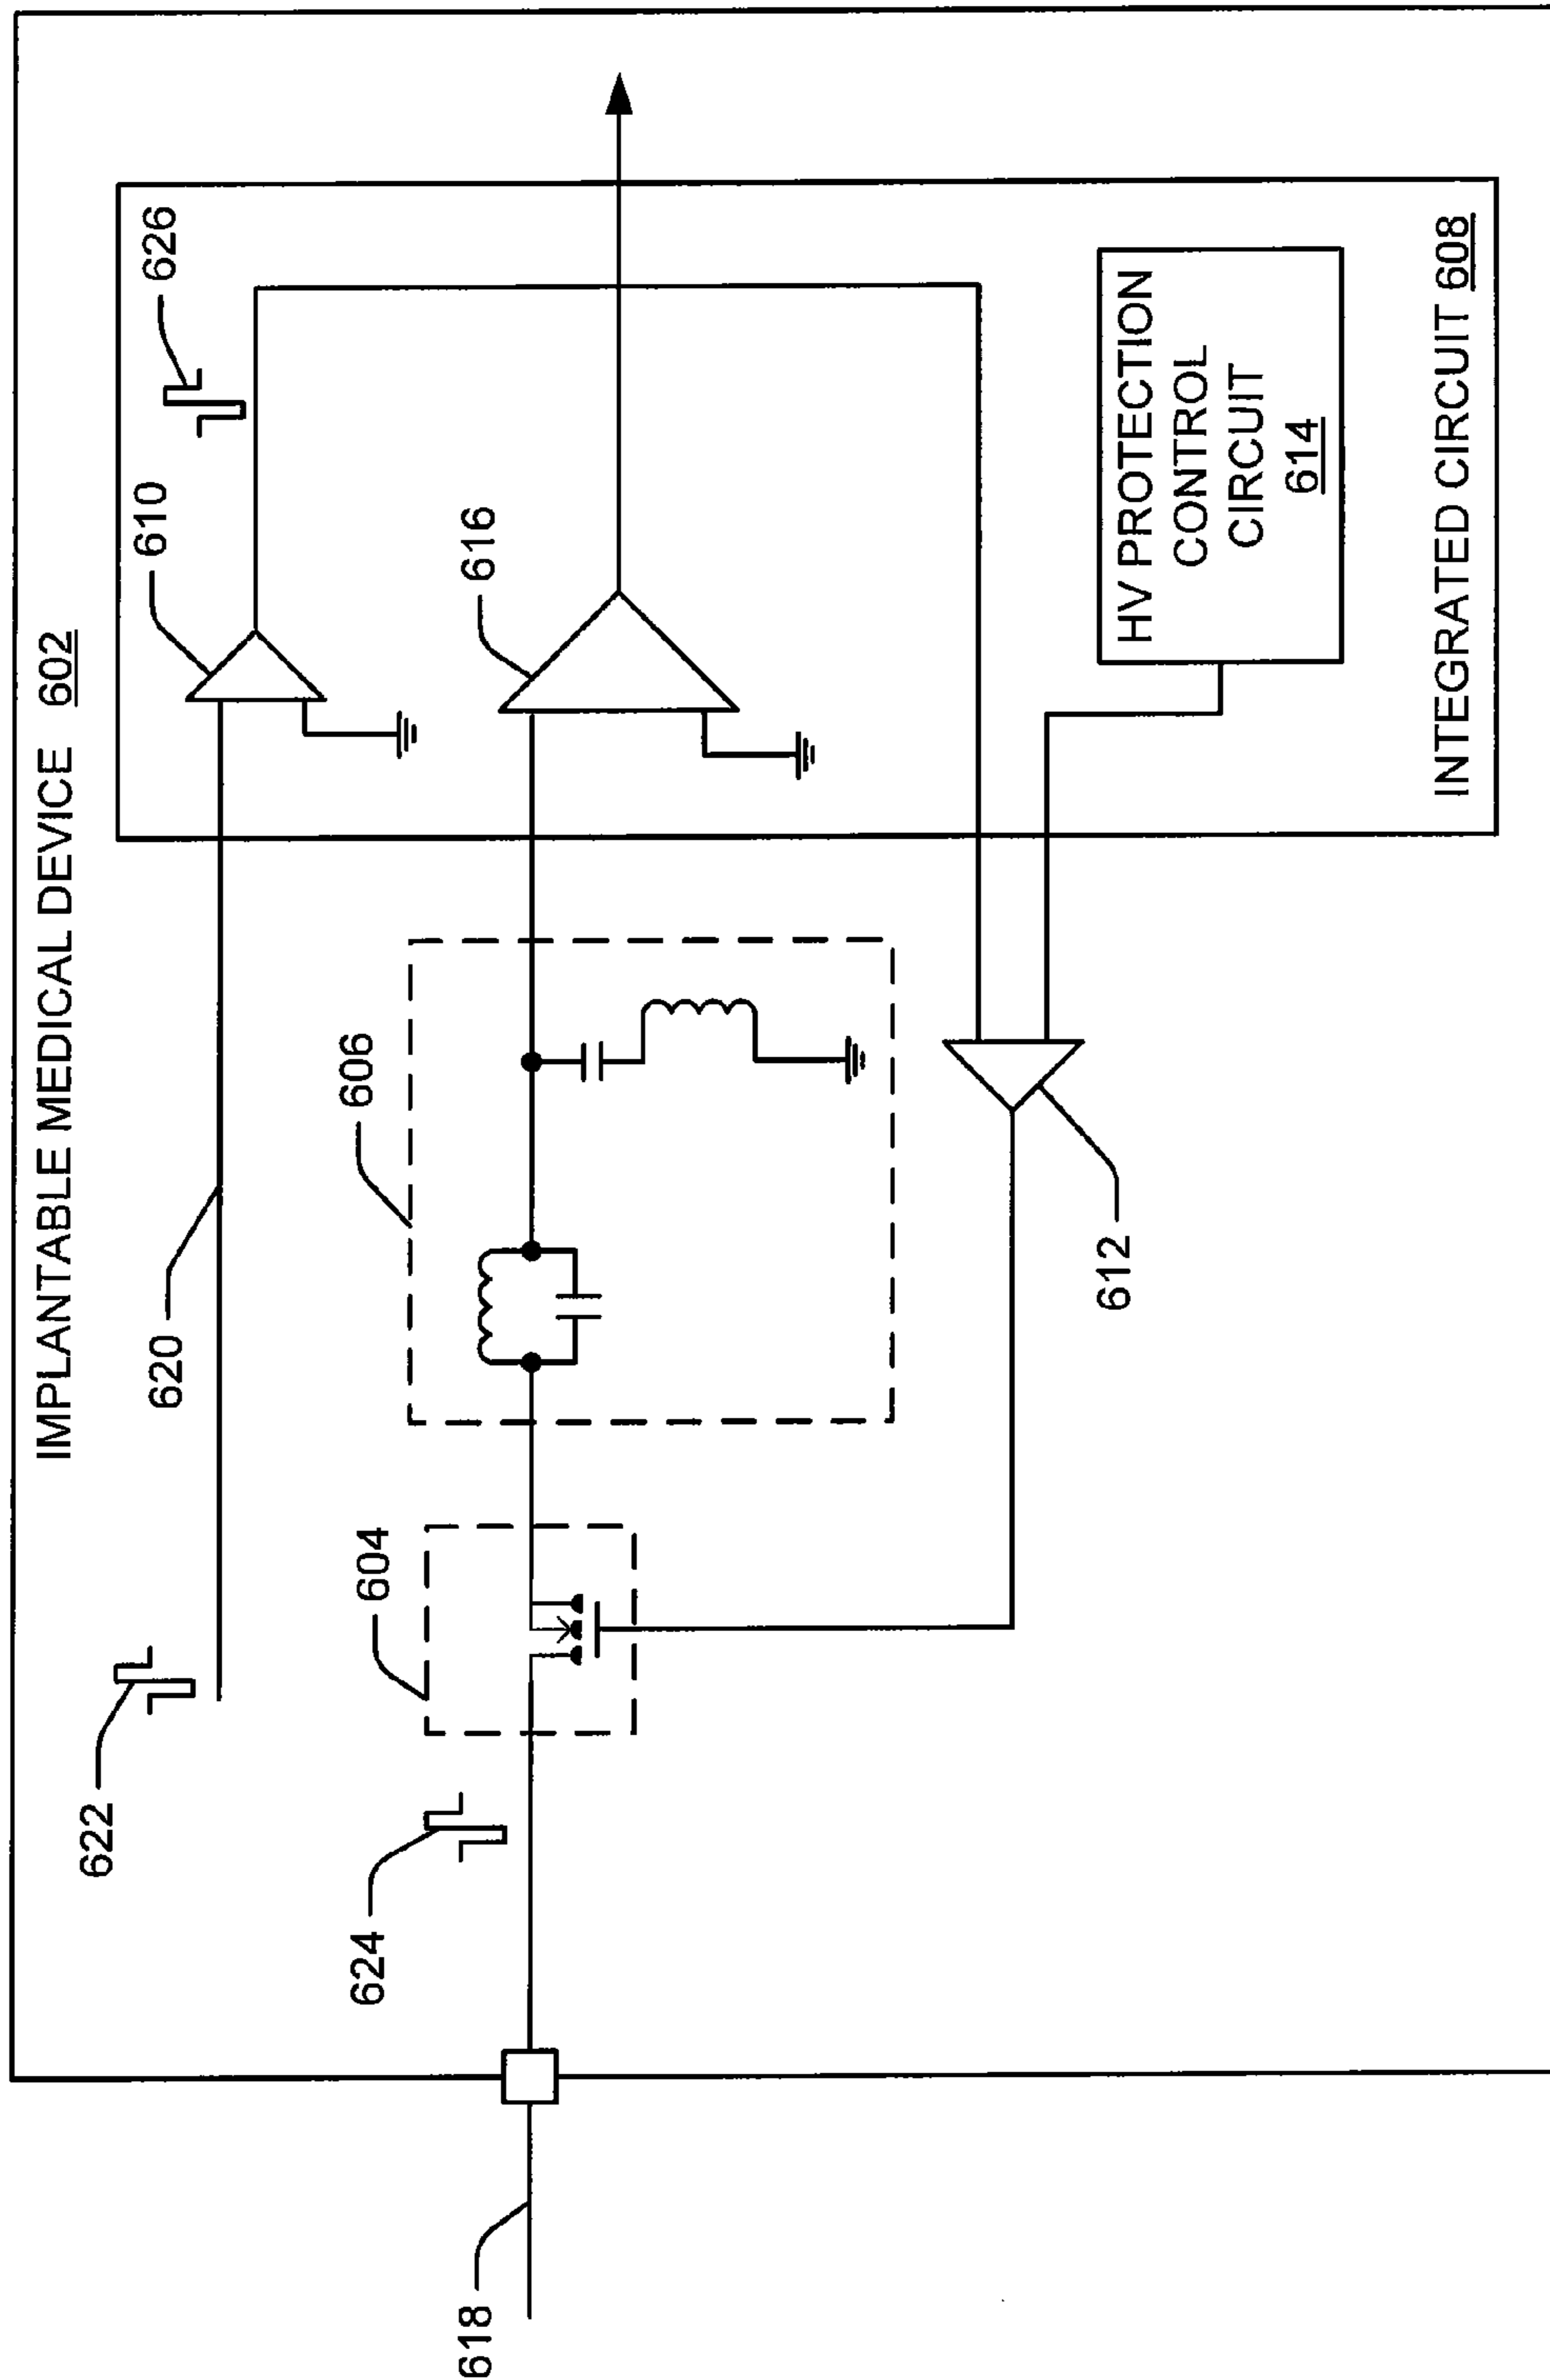 IMPLANTABLE MEDICAL DEVICE 602
622
620
610
626
624
604
606
616
618
612
HV PROTECTION
CONTROL
CIRCUIT
614
INTEGRATED CIRCUIT 608